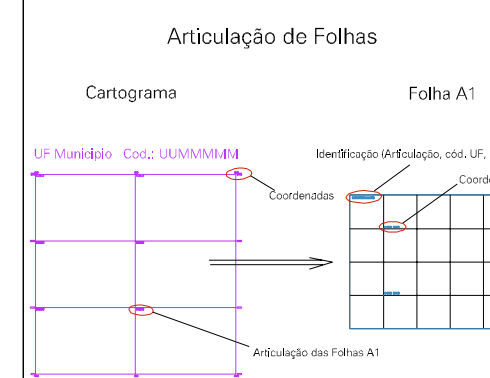 Articulação de Folhas
Cartograma
Folha A1
UF Municipio Cod.: UUMMMMM
Identificação (Articulação, cód. UF,
Coordenadas
Coord
Articulação das Folhas A1